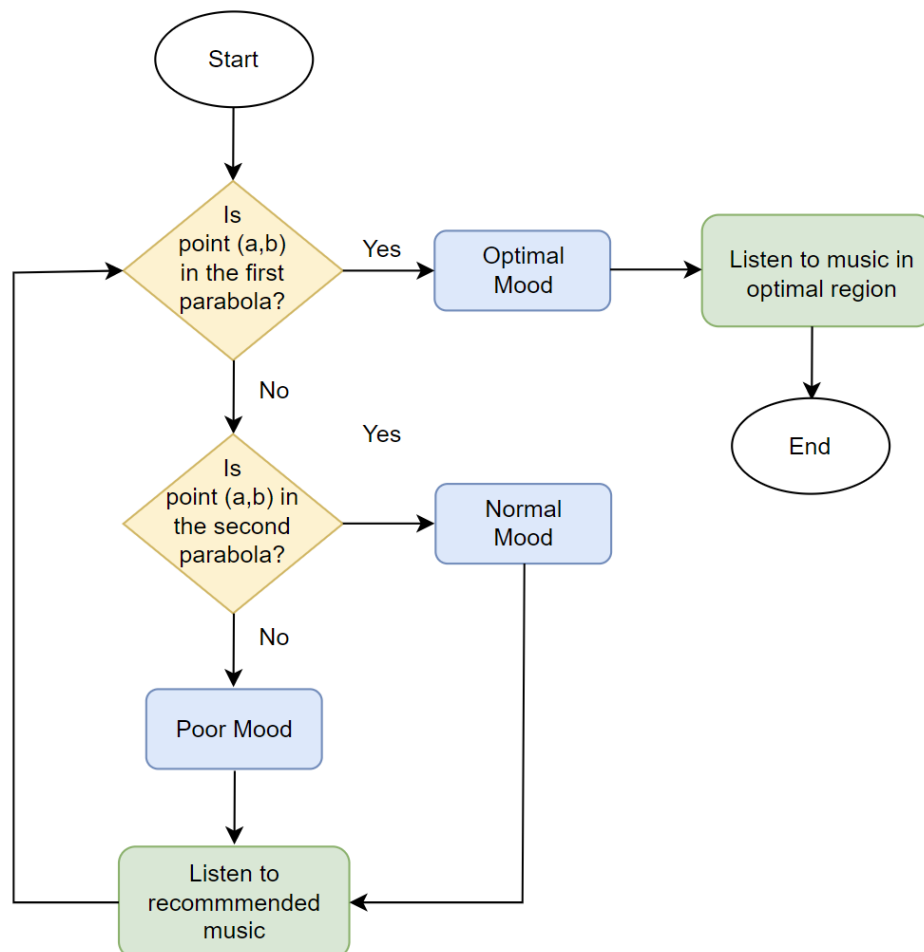 Start
Is
point (a,b)
in the first
parabola?
Yes
Optimal
Mood
Listen to music in
optimal region
No
End
Yes
Is
point (a,b) in
the second
parabola?
Normal
Mood
No
Poor Mood
Listen to
recommmended
music